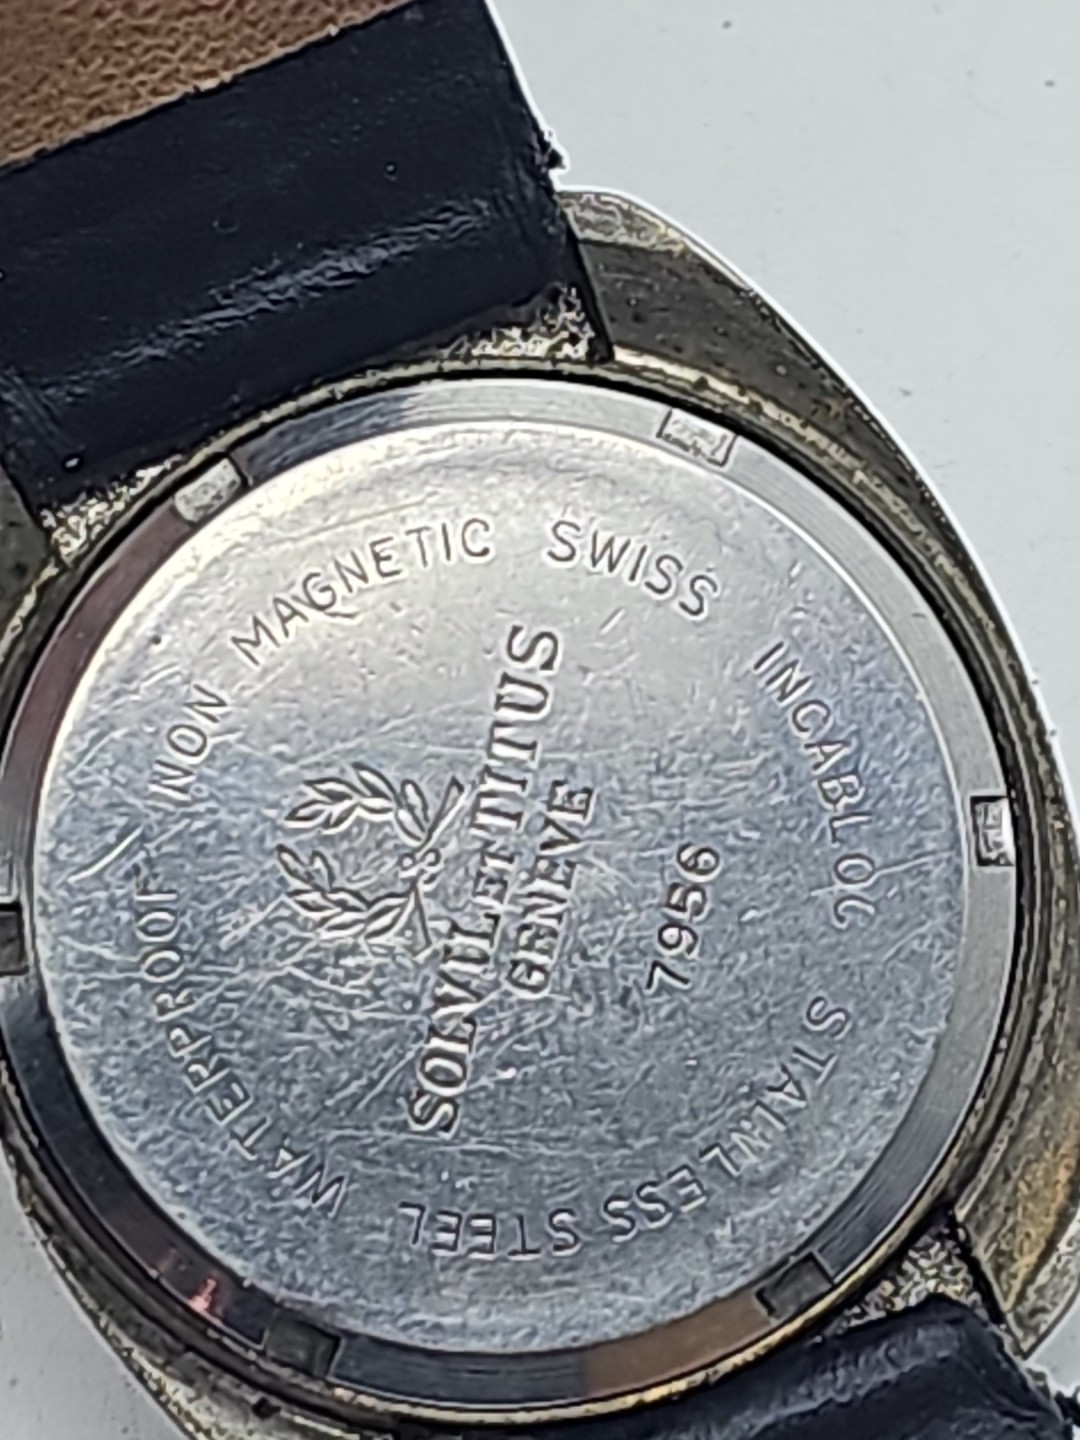 NON MAGNETIC SWISS INCABLOC STAINLESS STEEL WATERPROOF
SOLVIL ET TITUS
GENEVE
7956